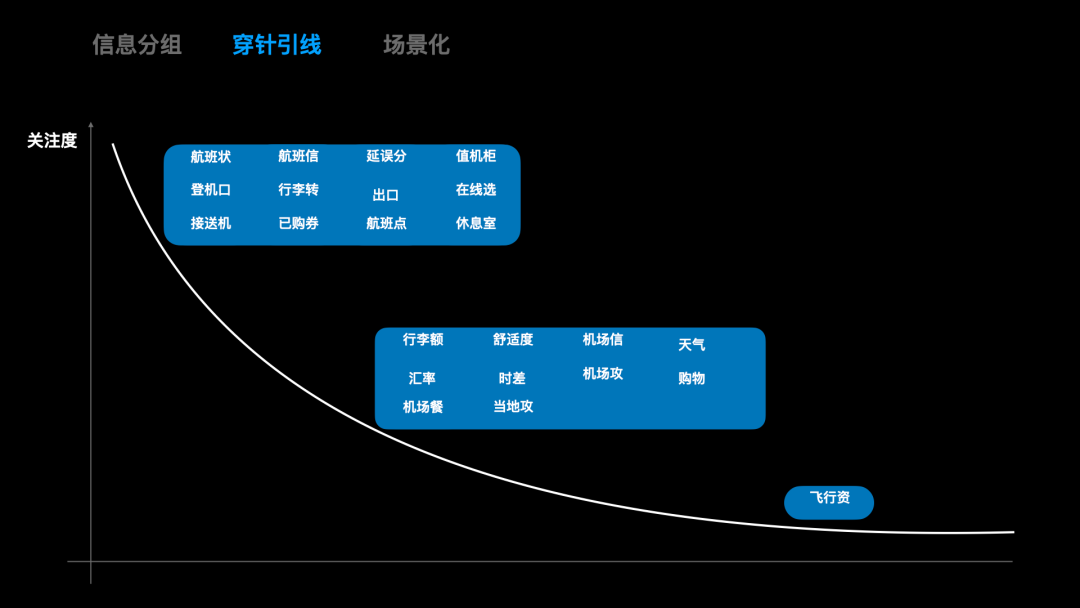 信息分组 穿针引线 场景化
关注度
航班状 航班信 延误分 值机柜
登机口 行李转 出口 在线选
接送机 已购券 航班点 休息室
行李额 舒适度 机场信 天气
汇率 时差 机场攻 购物
机场餐 当地攻
飞行资